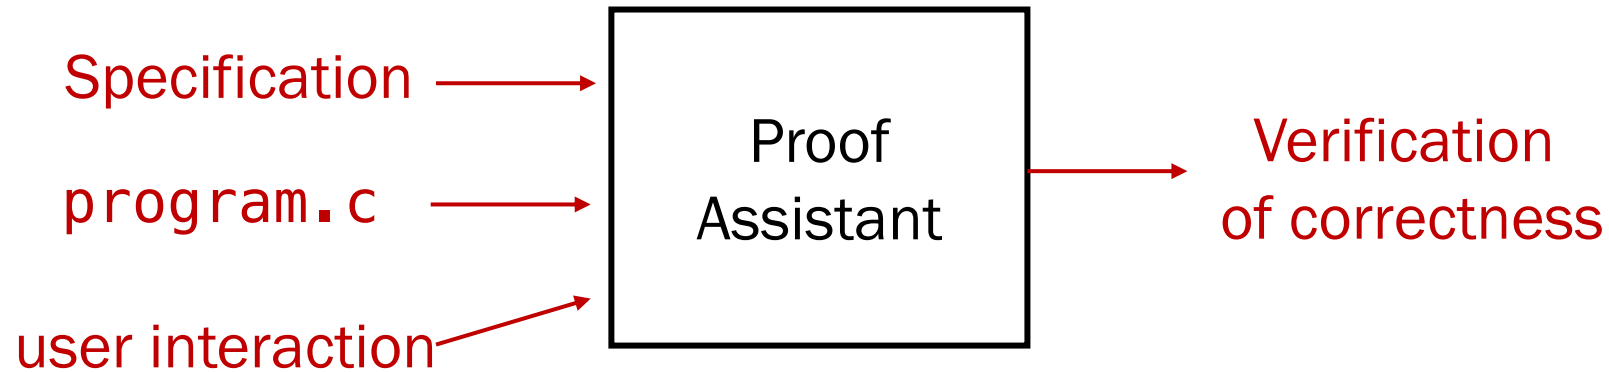 Specification
program.c
user interaction
Proof
Assistant
Verification
of correctness